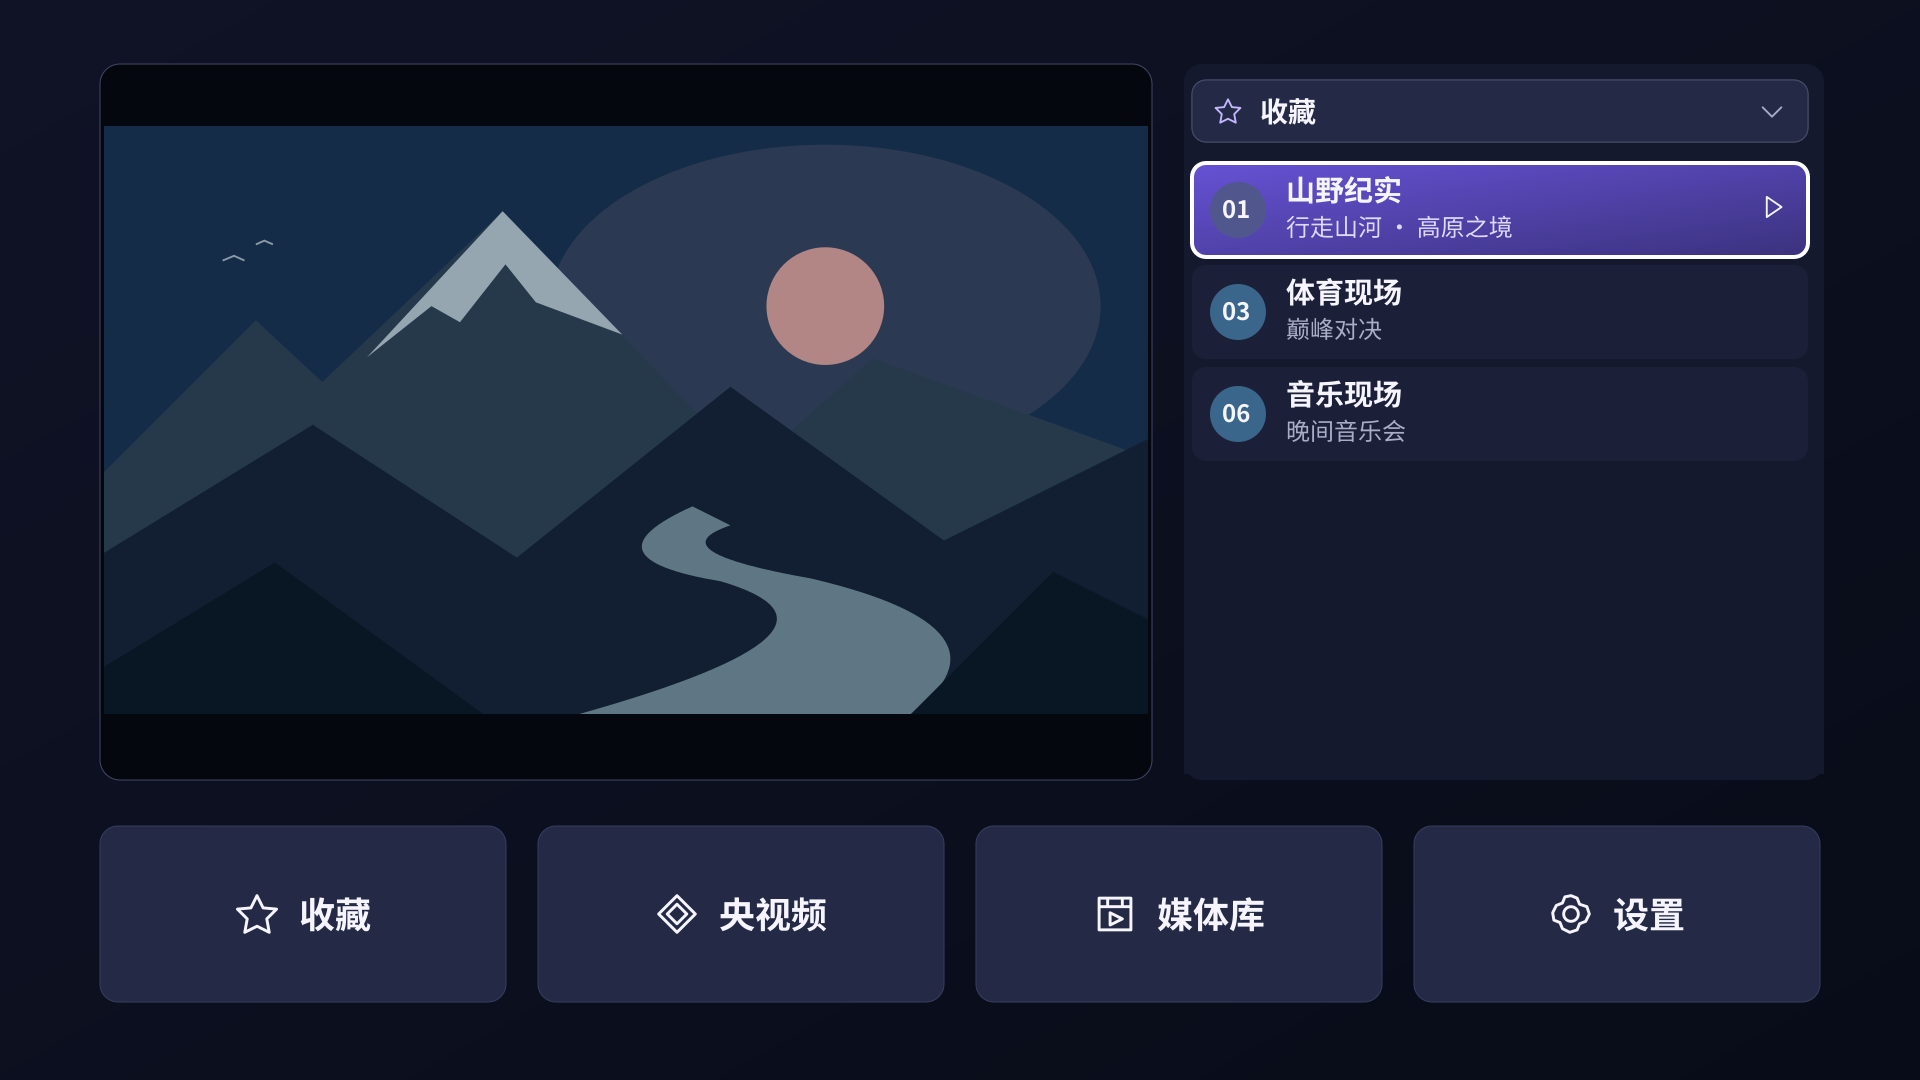 收藏
01
山野纪实
行走山河 • 高原之境
03
体育现场
巅峰对决
06
音乐现场
晚间音乐会
收藏
央视频
媒体库
设置